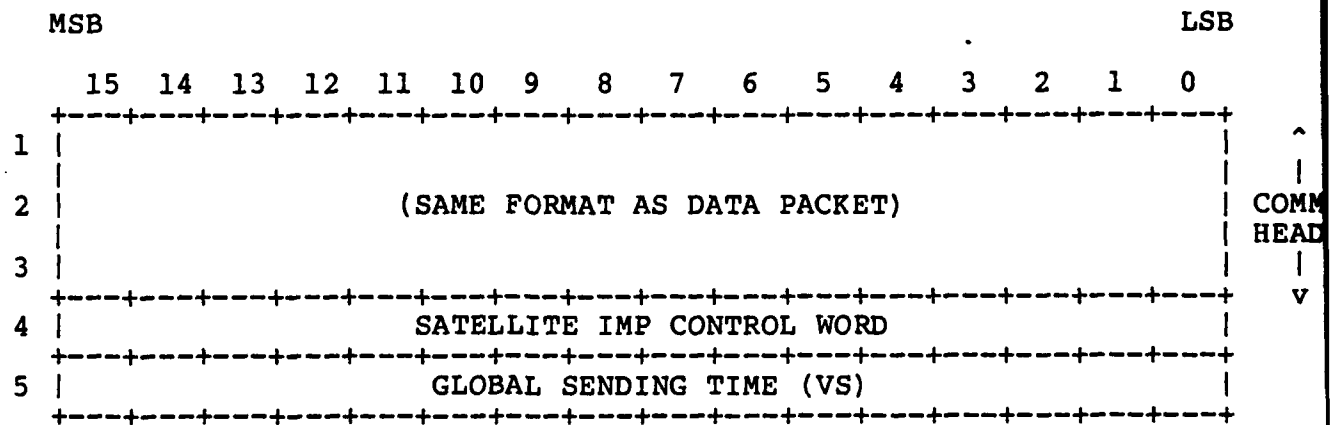 MSB LSB
15 14 13 12 11 10 9 8 7 6 5 4 3 2 1 0
+---+---+---+---+---+---+---+---+---+---+---+---+---+---+---+---+
1 | | ^
| | |
2 | (SAME FORMAT AS DATA PACKET) | COMM
| | HEAD
3 | | |
+---+---+---+---+---+---+---+---+---+---+---+---+---+---+---+---+ v
4 | SATELLITE IMP CONTROL WORD |
+---+---+---+---+---+---+---+---+---+---+---+---+---+---+---+---+
5 | GLOBAL SENDING TIME (VS) |
+---+---+---+---+---+---+---+---+---+---+---+---+---+---+---+---+